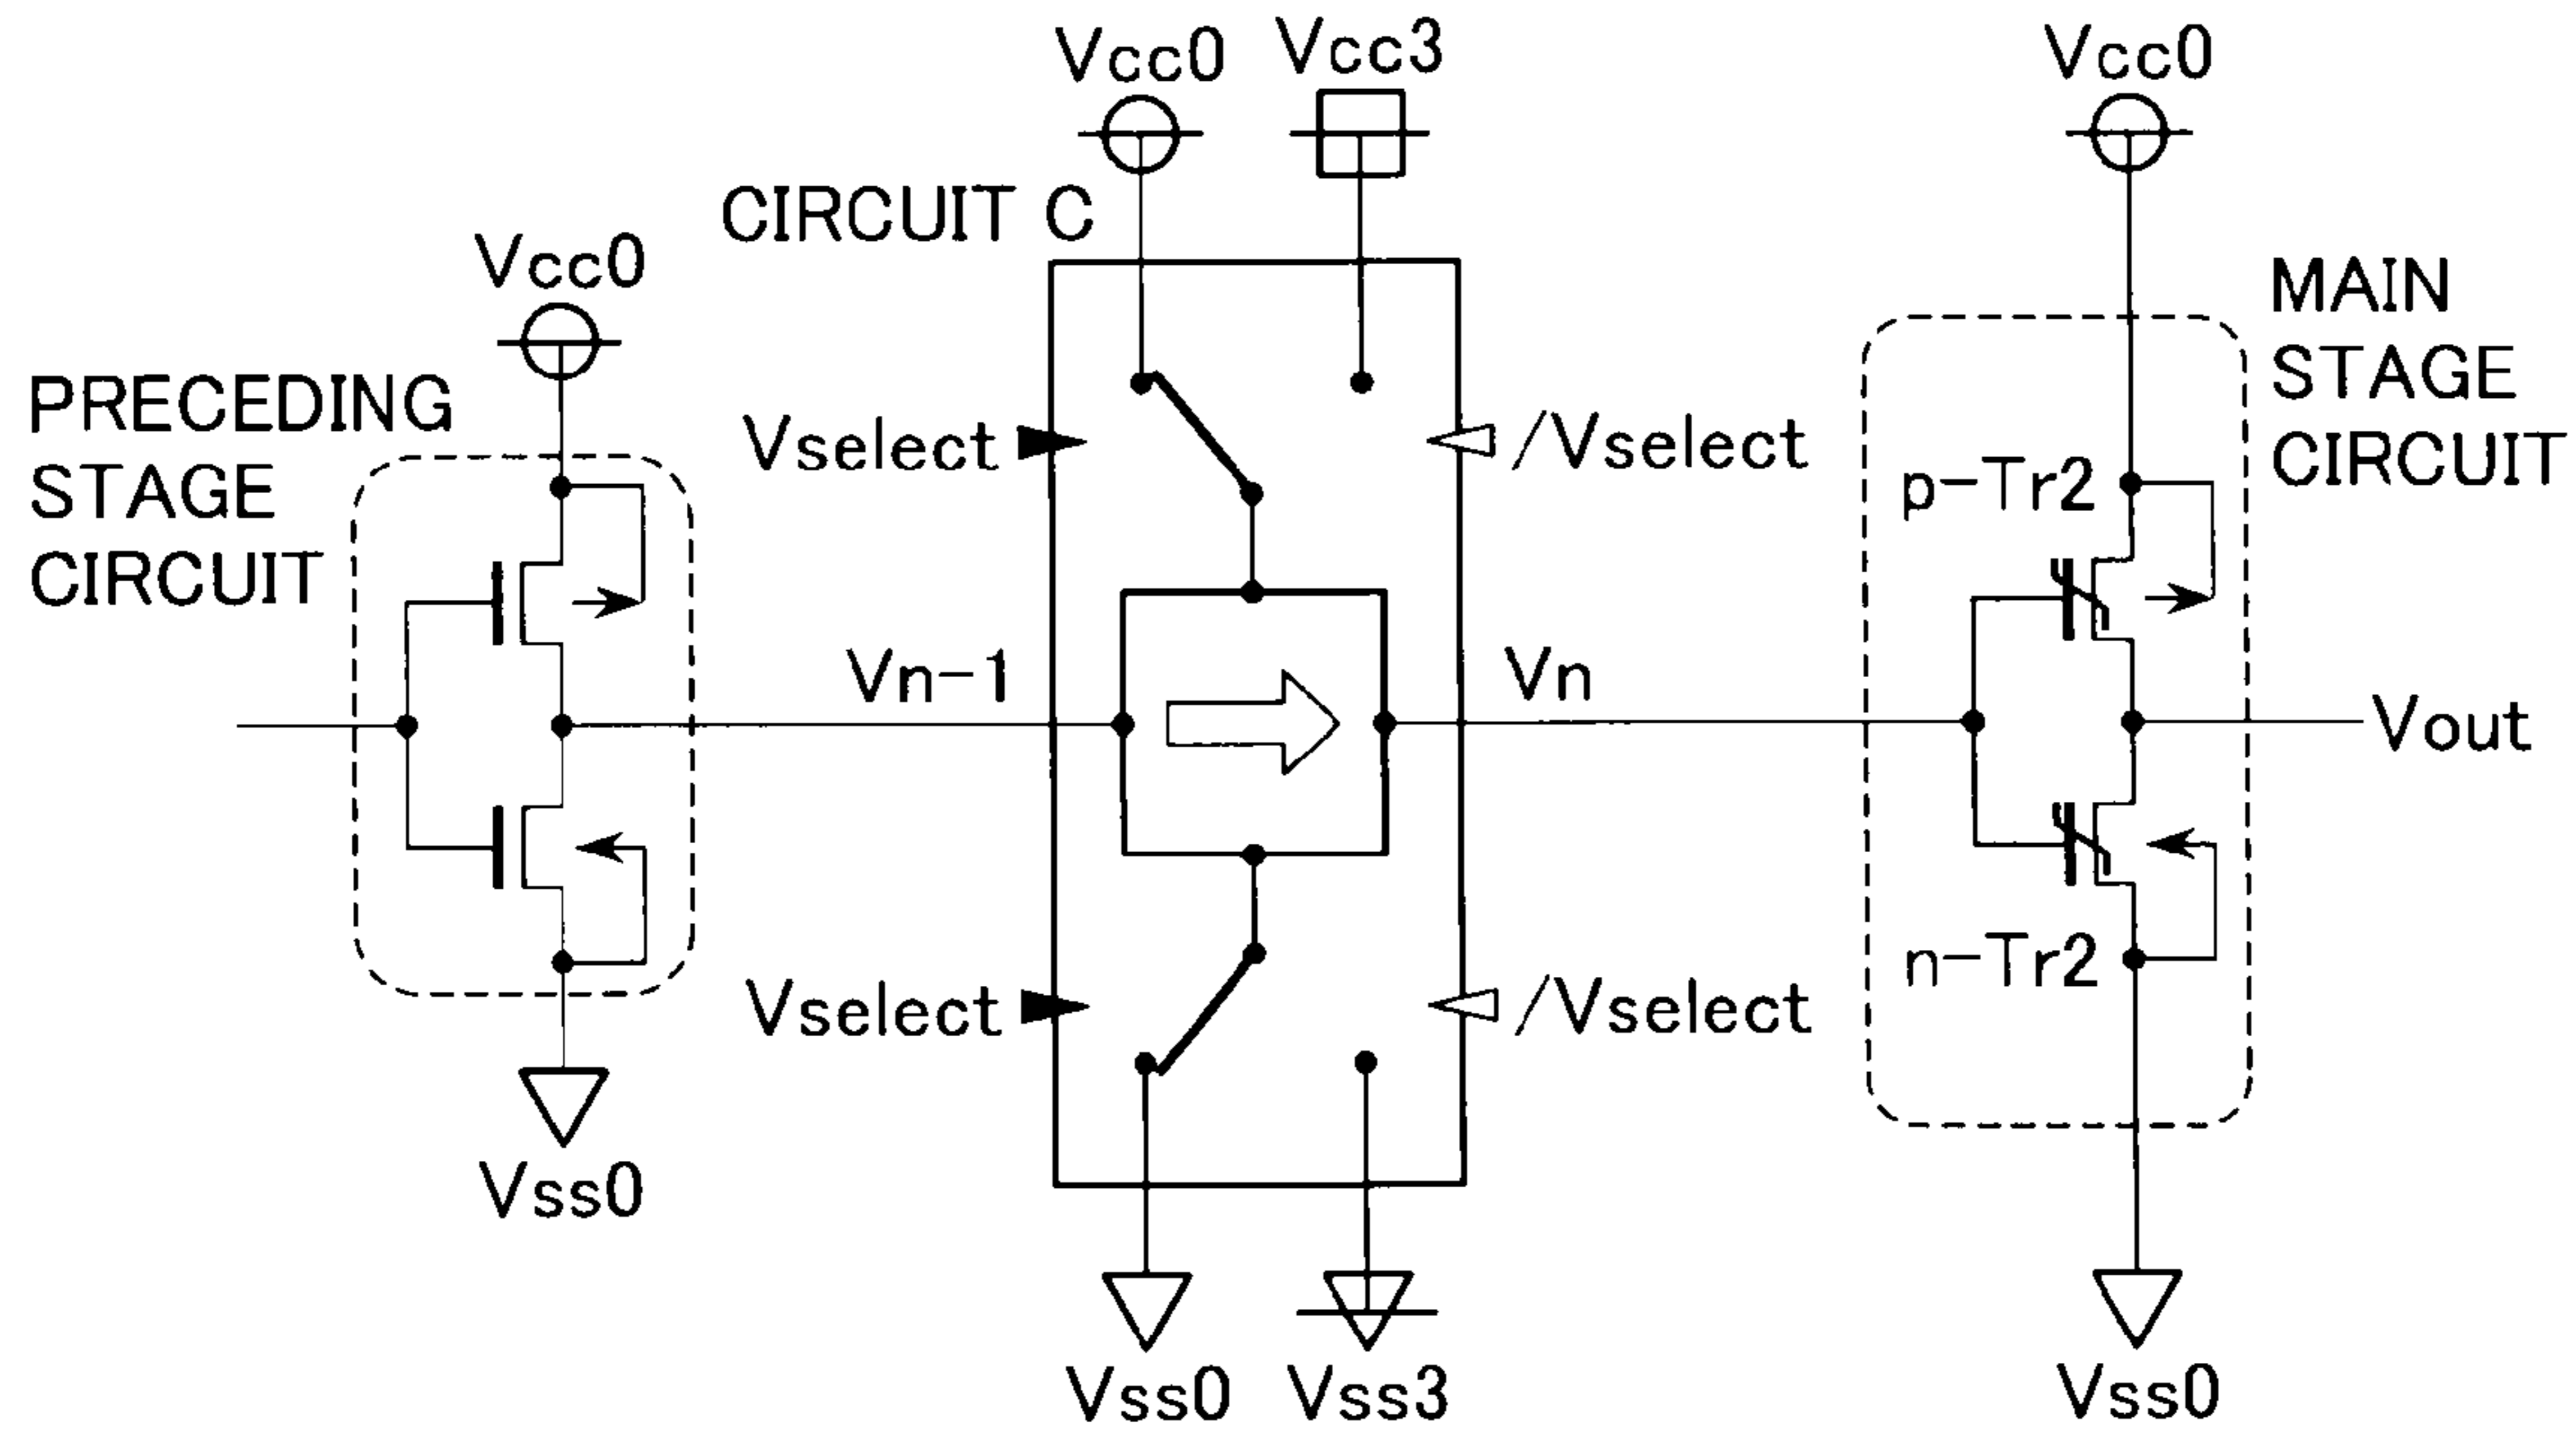 Vcc0
Vcc3
Vcc0
CIRCUIT C
Vcc0
MAIN
STAGE
CIRCUIT
PRECEDING
STAGE
CIRCUIT
Vselect
/Vselect
p-Tr2
Vn-1
Vn
Vout
n-Tr2
Vselect
/Vselect
Vss0
Vss0
Vss3
Vss0